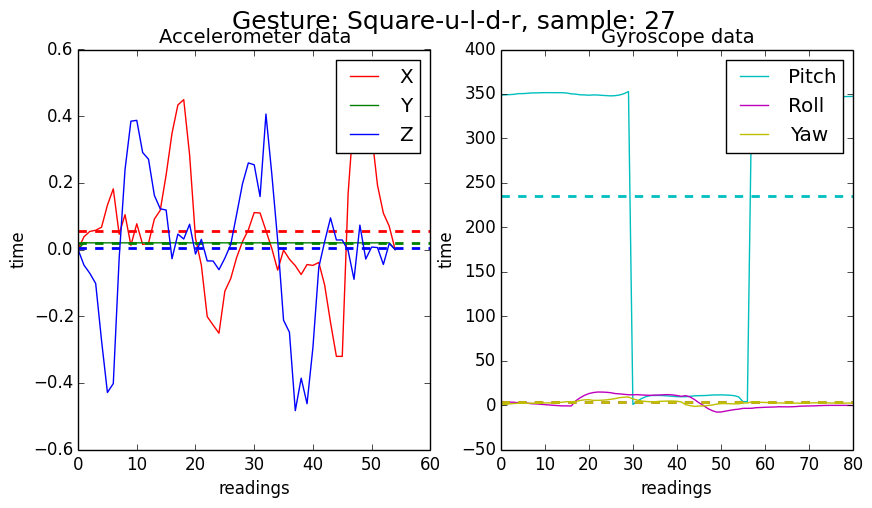 Gesture: Square-u-l-d-r, sample: 27
Accelerometer data
0.6
0.4
0.2
0.0
−0.2
−0.4
−0.6
time
0 10 20 30 40 50 60
readings
X
Y
Z
Gyroscope data
400
350
300
250
200
150
100
50
0
−50
time
0 10 20 30 40 50 60 70 80
readings
Pitch
Roll
Yaw